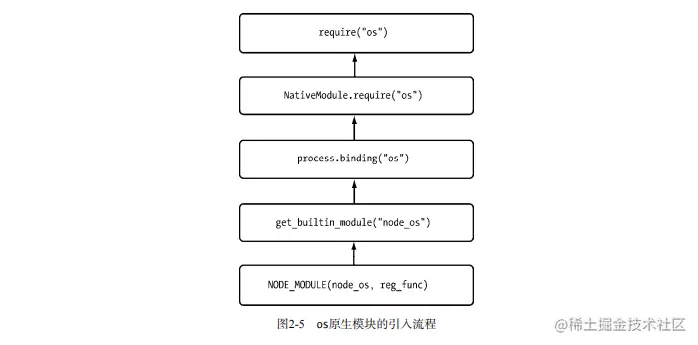 require("os")
NativeModule.require("os")
process.binding("os")
get_builtin_module("node_os")
NODE_MODULE(node_os, reg_func)
图2-5 os原生模块的引入流程
@稀土掘金技术社区